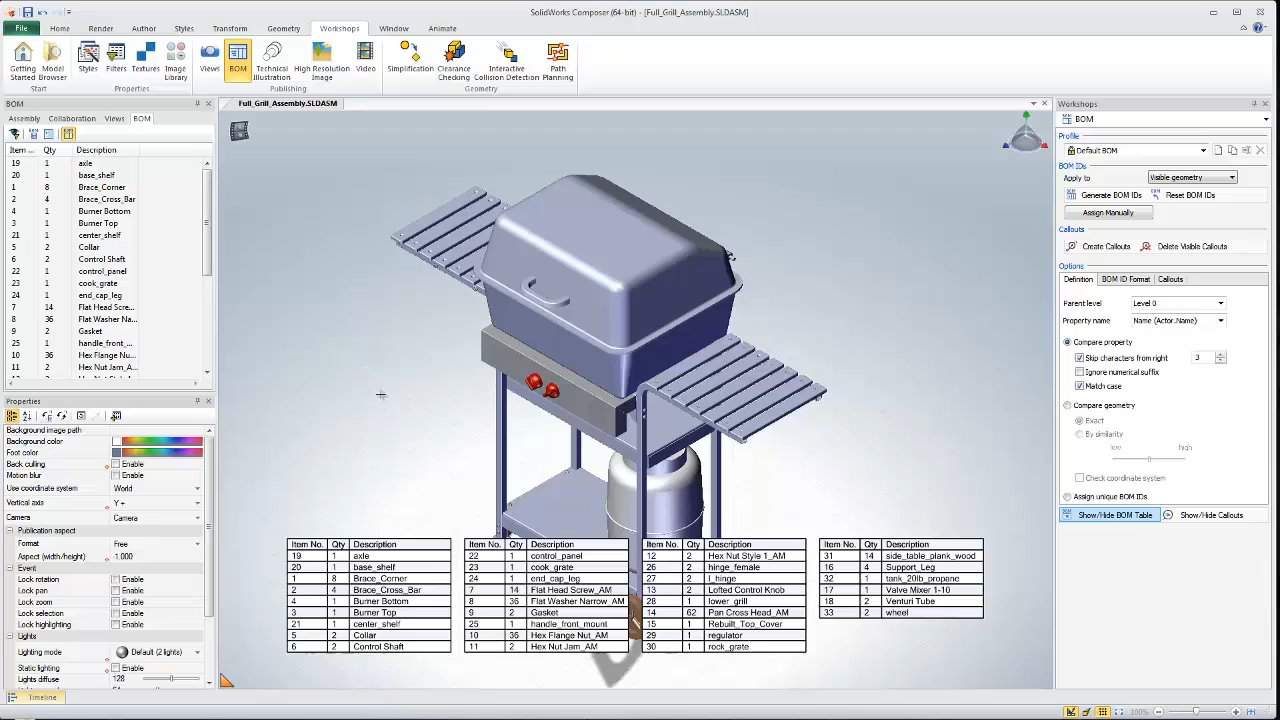 SolidWorks Composer (64-bit) - [Full_Grill_Assembly.SLDASM]
File Home Render Author Styles Transform Geometry Workshops Window Animate
Getting Started Model Browser Styles Filters Textures Image Library Views BOM Technical Illustration High Resolution Image Video Simplification Clearance Checking Interactive Collision Detection Path Planning
Start Properties Publishing Geometry
BOM
Assembly Collaboration Views BOM
Item ... Qty Description
19 1 axle
20 1 base_shelf
1 8 Brace_Corner
2 4 Brace_Cross_Bar
4 1 Burner Bottom
3 1 Burner Top
21 1 center_shelf
5 2 Collar
6 2 Control Shaft
22 1 control_panel
23 1 cook_grate
24 1 end_cap_leg
7 14 Flat Head Scre...
8 36 Flat Washer Na...
9 2 Gasket
25 1 handle_front_...
10 36 Hex Flange Nu...
11 2 Hex Nut Jam_A...
Properties
Background image path
Background color
Foot color
Back culling Enable
Motion blur Enable
Use coordinate system World
Vertical axis Y +
Camera Camera
Publication aspect
Format Free
Aspect (width/height) -1.000
Event
Lock rotation Enable
Lock pan Enable
Lock zoom Enable
Lock selection Enable
Lock highlighting Enable
Lights
Lighting mode Default (2 lights)
Static lighting Enable
Lights diffuse 128
Timeline
Full_Grill_Assembly.SLDASM
Item No. Qty Description
19 1 axle
20 1 base_shelf
1 8 Brace_Corner
2 4 Brace_Cross_Bar
4 1 Burner Bottom
3 1 Burner Top
21 1 center_shelf
5 2 Collar
6 2 Control Shaft
Item No. Qty Description
22 1 control_panel
23 1 cook_grate
24 1 end_cap_leg
7 14 Flat Head Screw_AM
8 36 Flat Washer Narrow_AM
9 2 Gasket
25 1 handle_front_mount
10 36 Hex Flange Nut_AM
11 2 Hex Nut Jam_AM
Item No. Qty Description
12 2 Hex Nut Style 1_AM
26 2 hinge_female
27 2 l_hinge
13 2 Lofted Control Knob
28 1 lower_grill
14 62 Pan Cross Head_AM
15 1 Rebuilt_Top_Cover
29 1 regulator
30 1 rock_grate
Item No. Qty Description
31 14 side_table_plank_wood
16 4 Support_Leg
32 1 tank_20lb_propane
17 1 Valve Mixer 1-10
18 2 Venturi Tube
33 2 wheel
Workshops
BOM
Profile
Default BOM
BOM IDs
Apply to Visible geometry
Generate BOM IDs Reset BOM IDs
Assign Manually
Callouts
Create Callouts Delete Visible Callouts
Options
Definition BOM ID Format Callouts
Parent level Level 0
Property name Name (Actor.Name)
Compare property
Skip characters from right 3
Ignore numerical suffix
Match case
Compare geometry
Exact
By similarity
low high
Check coordinate system
Assign unique BOM IDs
Show/Hide BOM Table Show/Hide Callouts
100%